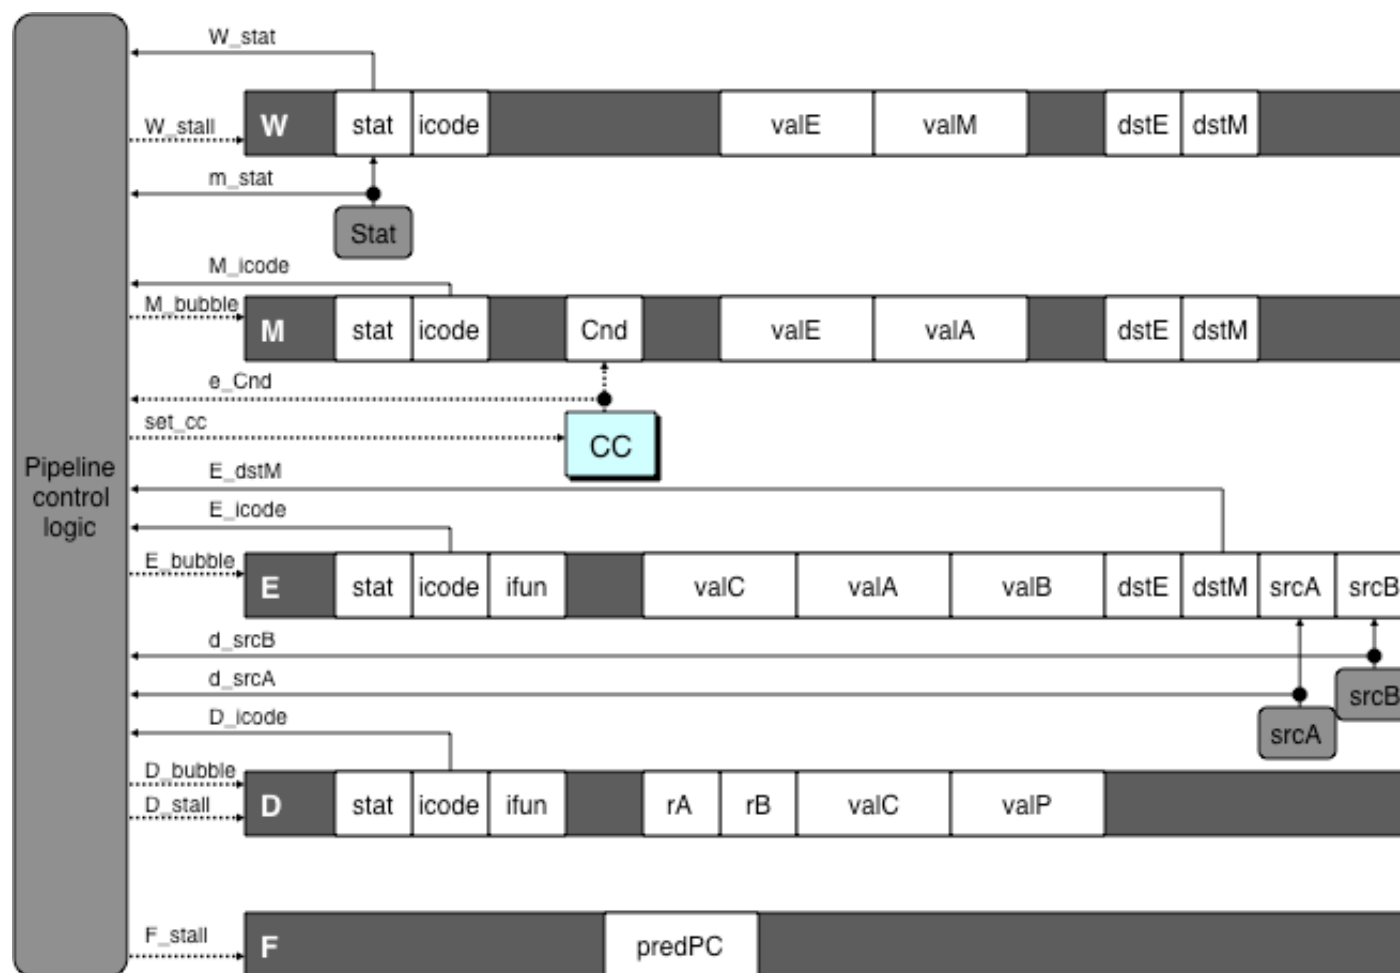 W_stat
W_stall
W stat icode valE valM dstE dstM
m_stat
Stat
M_icode
M_bubble
M stat icode Cnd valE valA dstE dstM
e_Cnd
set_cc
CC
Pipeline
control
logic
E_dstM
E_icode
E_bubble
E stat icode ifun valC valA valB dstE dstM srcA srcB
d_srcB
d_srcA
srcB
D_icode
srcA
D_bubble
D_stall
D stat icode ifun rA rB valC valP
F_stall
F predPC